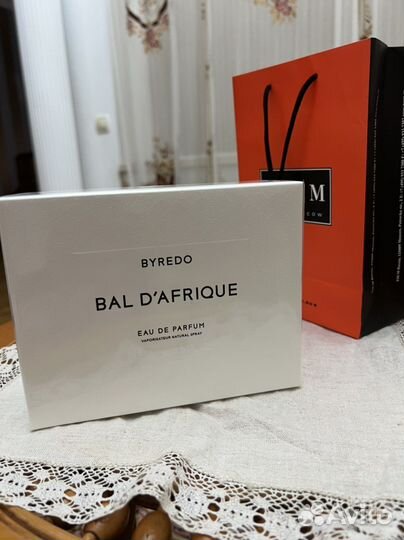 BYREDO
BAL D'AFRIQUE
EAU DE PARFUM
VAPORISATEUR NATURAL SPRAY
M
COW
Avito